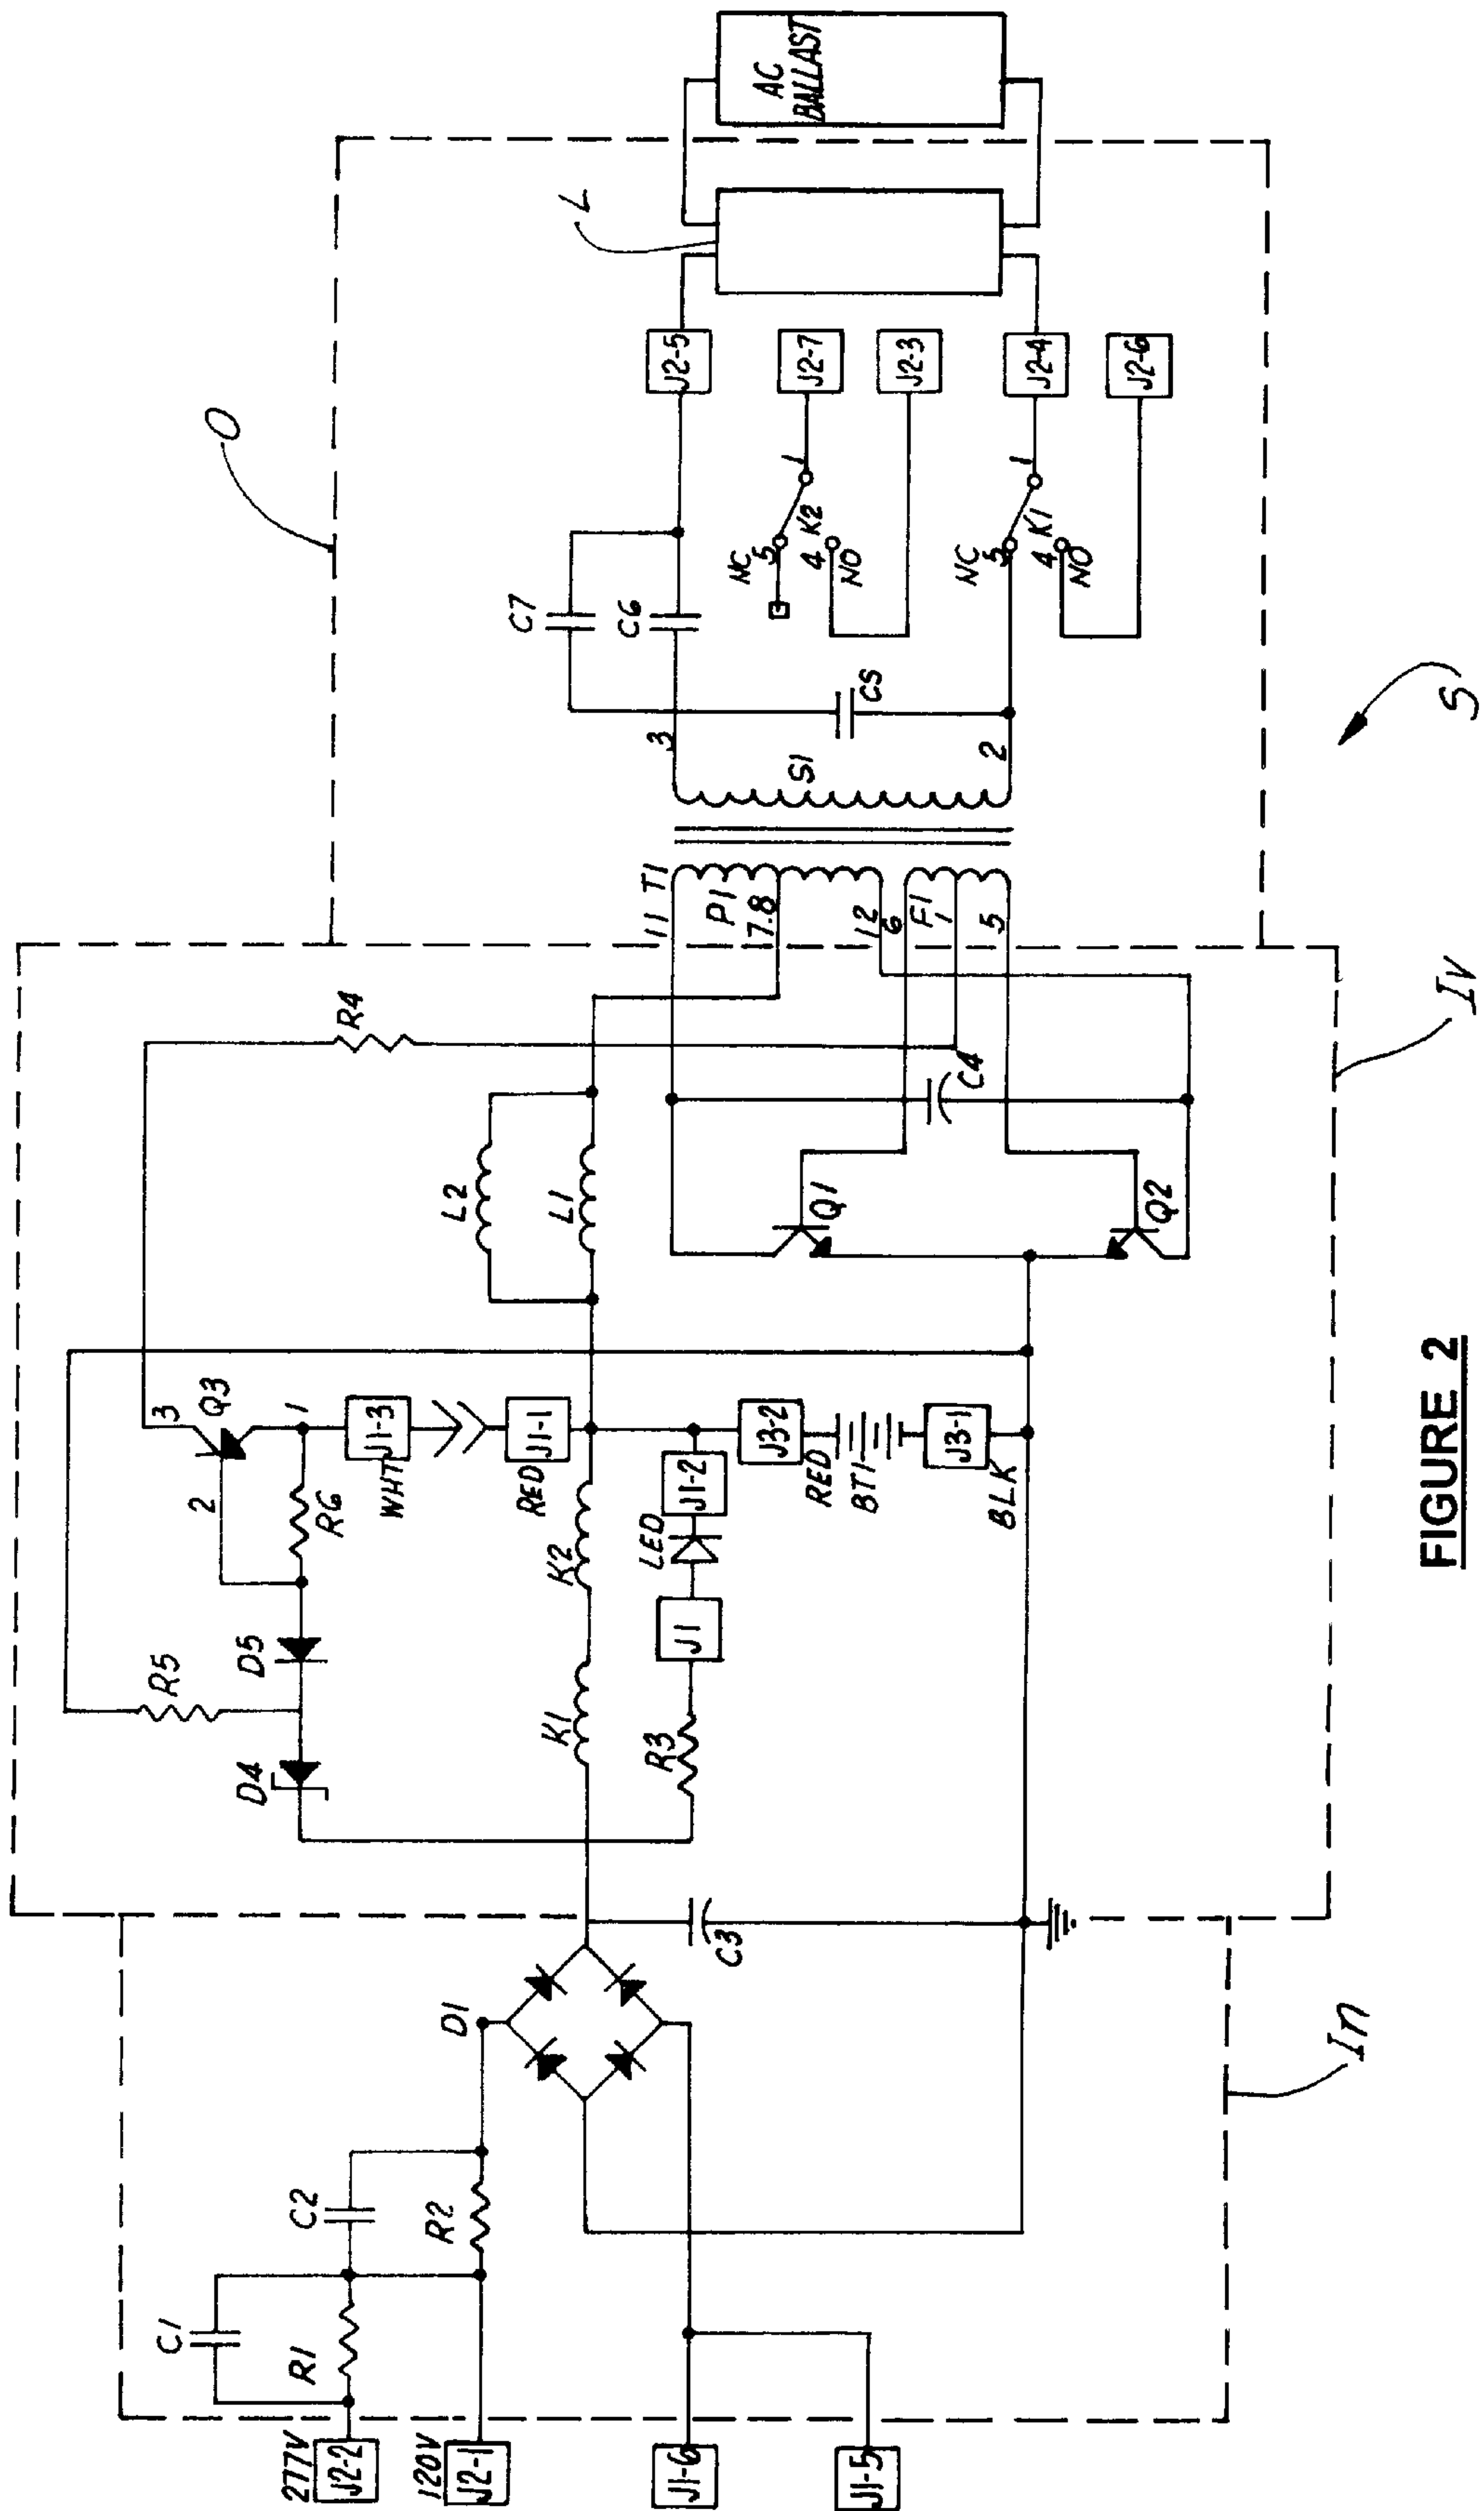 277V
J2-2
120V
J2-1
J1-6
J1-5
C1
R1
C2
R2
D1
C3
In
D4
R5
D5
2
R6
3
Q3
1
WHT
J1-3
RED
J1-1
K1
K2
R3
J1
LED
J1-2
RED
J3-2
BT1
BLK
J3-1
L2
L1
R4
Q1
Q2
C4
Iv
11
T1
P1
7.8
12
6
F1
1
5
S1
3
2
C5
C7
C6
NC
5
4
NO
K2
1
NC
5
4
NO
K1
1
J2-5
J2-7
J2-3
J2-4
J2-6
O
L
AC
BALLAST
S
FIGURE 2